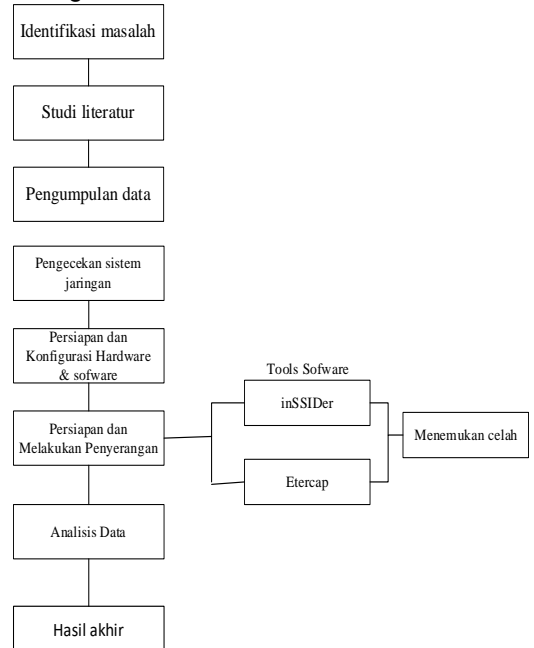 Identifikasi masalah
Studi literatur
Pengumpulan data
Pengecekan sistem
jaringan
Persiapan dan
Konfigurasi Hardware
& sofware
Persiapan dan
Melakukan Penyerangan
Tools Sofware
inSSIDer
Etercap
Menemukan celah
Analisis Data
Hasil akhir